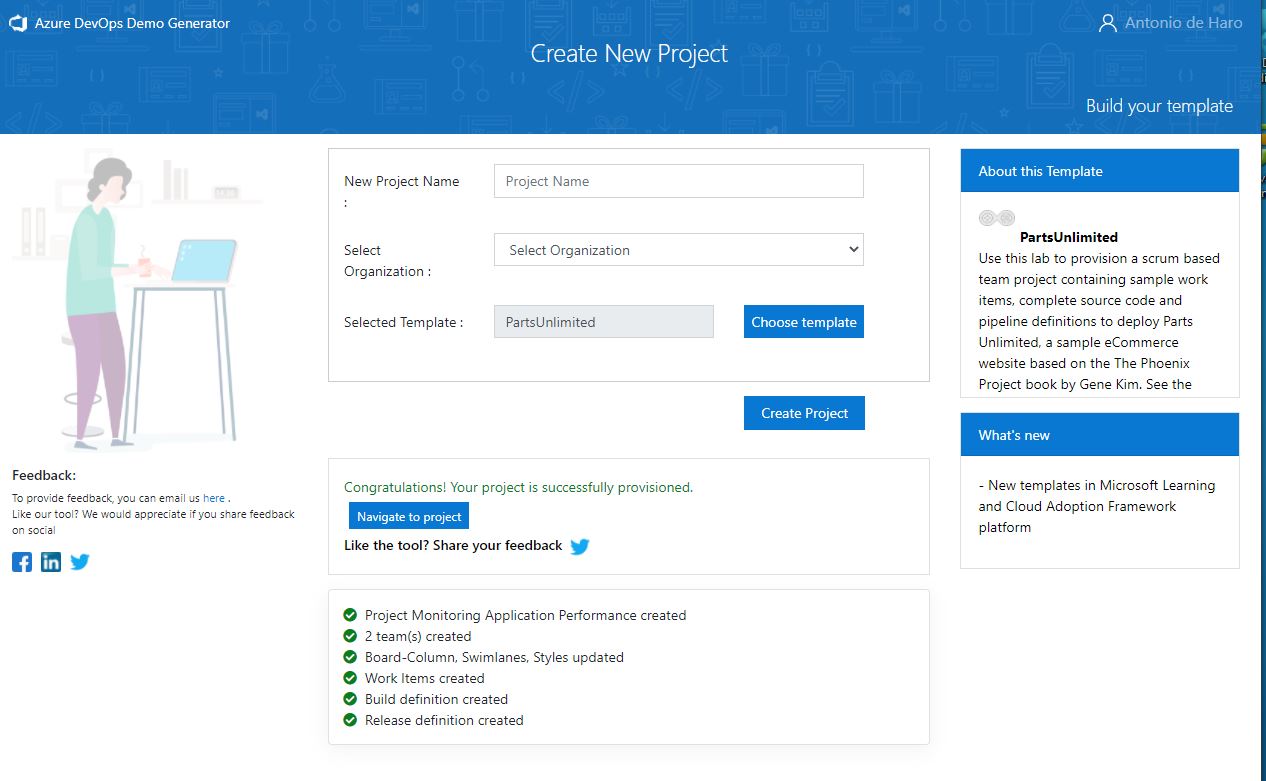 Azure DevOps Demo Generator
Antonio de Haro
Create New Project
Build your template
New Project Name
:
Project Name
Select
Organization :
Select Organization
Selected Template :
PartsUnlimited
Choose template
Create Project
Congratulations! Your project is successfully provisioned.
Navigate to project
Like the tool? Share your feedback
Project Monitoring Application Performance created
2 team(s) created
Board-Column, Swimlanes, Styles updated
Work Items created
Build definition created
Release definition created
About this Template
PartsUnlimited
Use this lab to provision a scrum based
team project containing sample work
items, complete source code and
pipeline definitions to deploy Parts
Unlimited, a sample eCommerce
website based on the The Phoenix
Project book by Gene Kim. See the
What's new
- New templates in Microsoft Learning
and Cloud Adoption Framework
platform
Feedback:
To provide feedback, you can email us here .
Like our tool? We would appreciate if you share feedback
on social